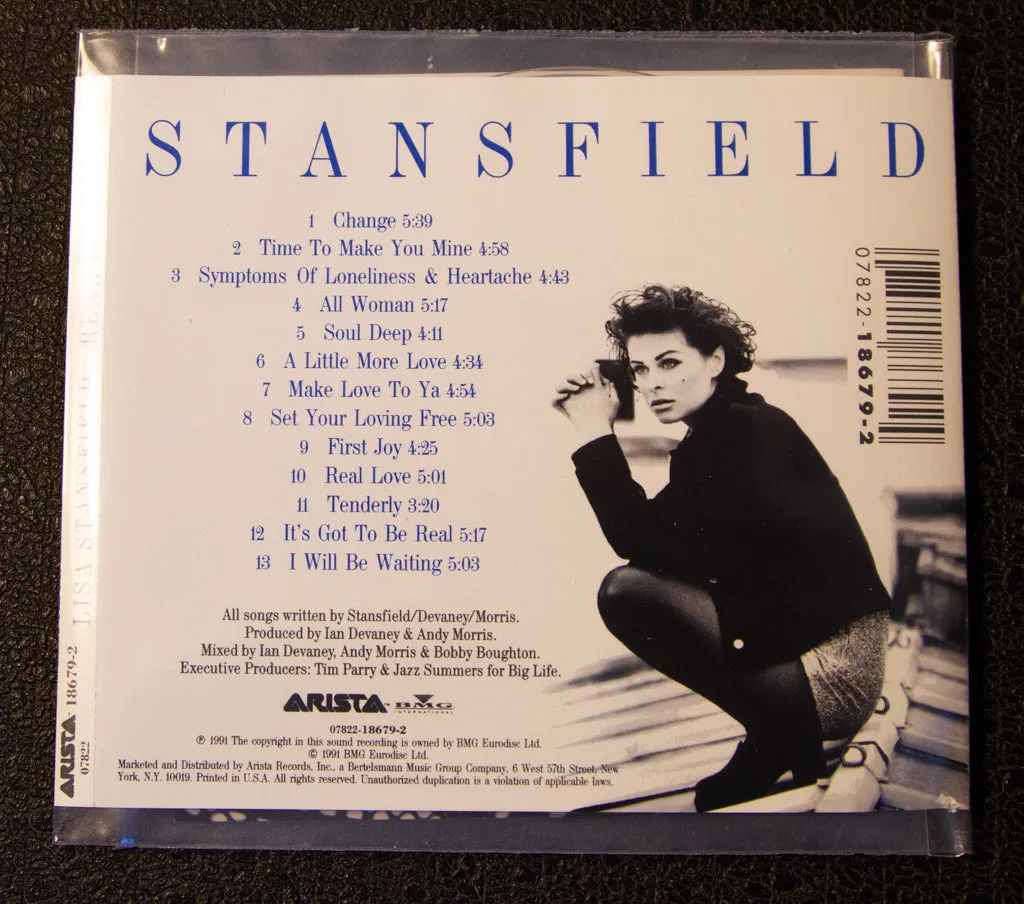 STANSFIELD
1 Change 5:39
2 Time To Make You Mine 4:58
3 Symptoms Of Loneliness & Heartache 4:43
4 All Woman 5:17
5 Soul Deep 4:11
6 A Little More Love 4:34
7 Make Love To Ya 4:54
8 Set Your Loving Free 5:03
9 First Joy 4:25
10 Real Love 5:01
11 Tenderly 3:20
12 It's Got To Be Real 5:17
13 I Will Be Waiting 5:03
All songs written by Stansfield/Devaney/Morris.
Produced by Ian Devaney & Andy Morris.
Mixed by Ian Devaney, Andy Morris & Bobby Boughton.
Executive Producers: Tim Parry & Jazz Summers for Big Life.
ARISTA™ BMG INTERNATIONAL
07822-18679-2
℗ 1991 The copyright in this sound recording is owned by BMG Eurodisc Ltd.
© 1991 BMG Eurodisc Ltd.
Marketed and Distributed by Arista Records, Inc., a Bertelsmann Music Group Company, 6 West 57th Street, New
York, N.Y. 10019. Printed in U.S.A. All rights reserved. Unauthorized duplication is a violation of applicable laws.
07822-18679-2
LISA STANSFIELD REAL
ARISTA™ 18679-2
07822